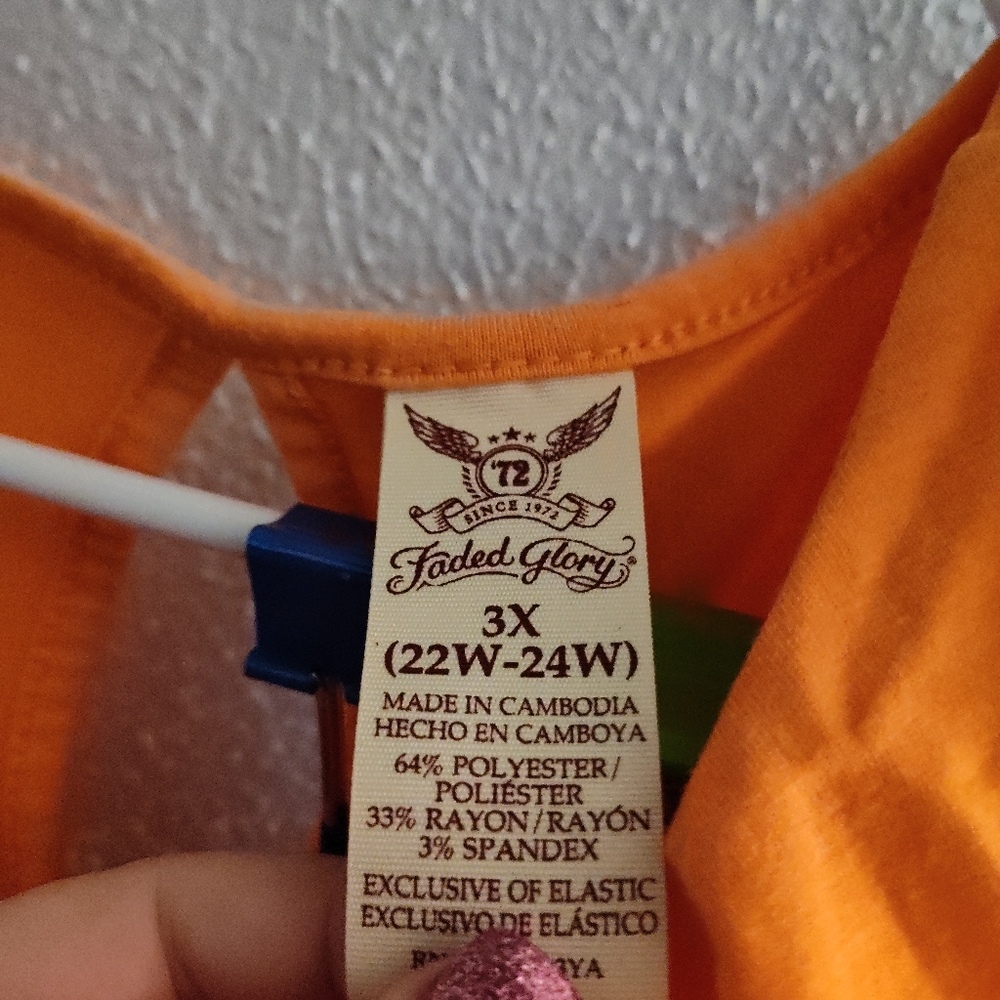 '72
SINCE 1972
Faded Glory®
3X
(22W-24W)
MADE IN CAMBODIA
HECHO EN CAMBOYA
64% POLYESTER/
POLIÉSTER
33% RAYON/RAYÓN
3% SPANDEX
EXCLUSIVE OF ELASTIC
EXCLUSIVO DE ELÁSTICO